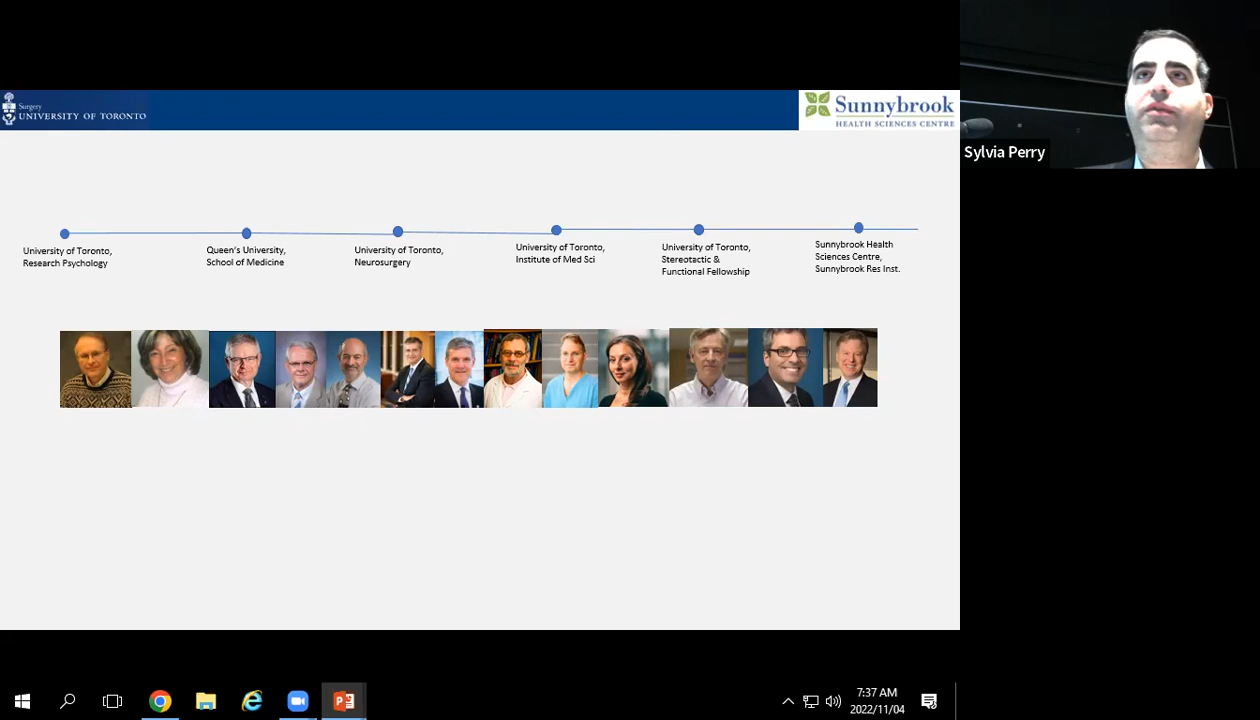 Surgery
UNIVERSITY OF TORONTO
Sunnybrook
HEALTH SCIENCES CENTRE
Sylvia Perry
University of Toronto,
Research Psychology
Queen's University,
School of Medicine
University of Toronto,
Neurosurgery
University of Toronto,
Institute of Med Sci
University of Toronto,
Stereotactic &
Functional Fellowship
Sunnybrook Health
Sciences Centre,
Sunnybrook Res Inst.
7:37 AM
2022/11/04